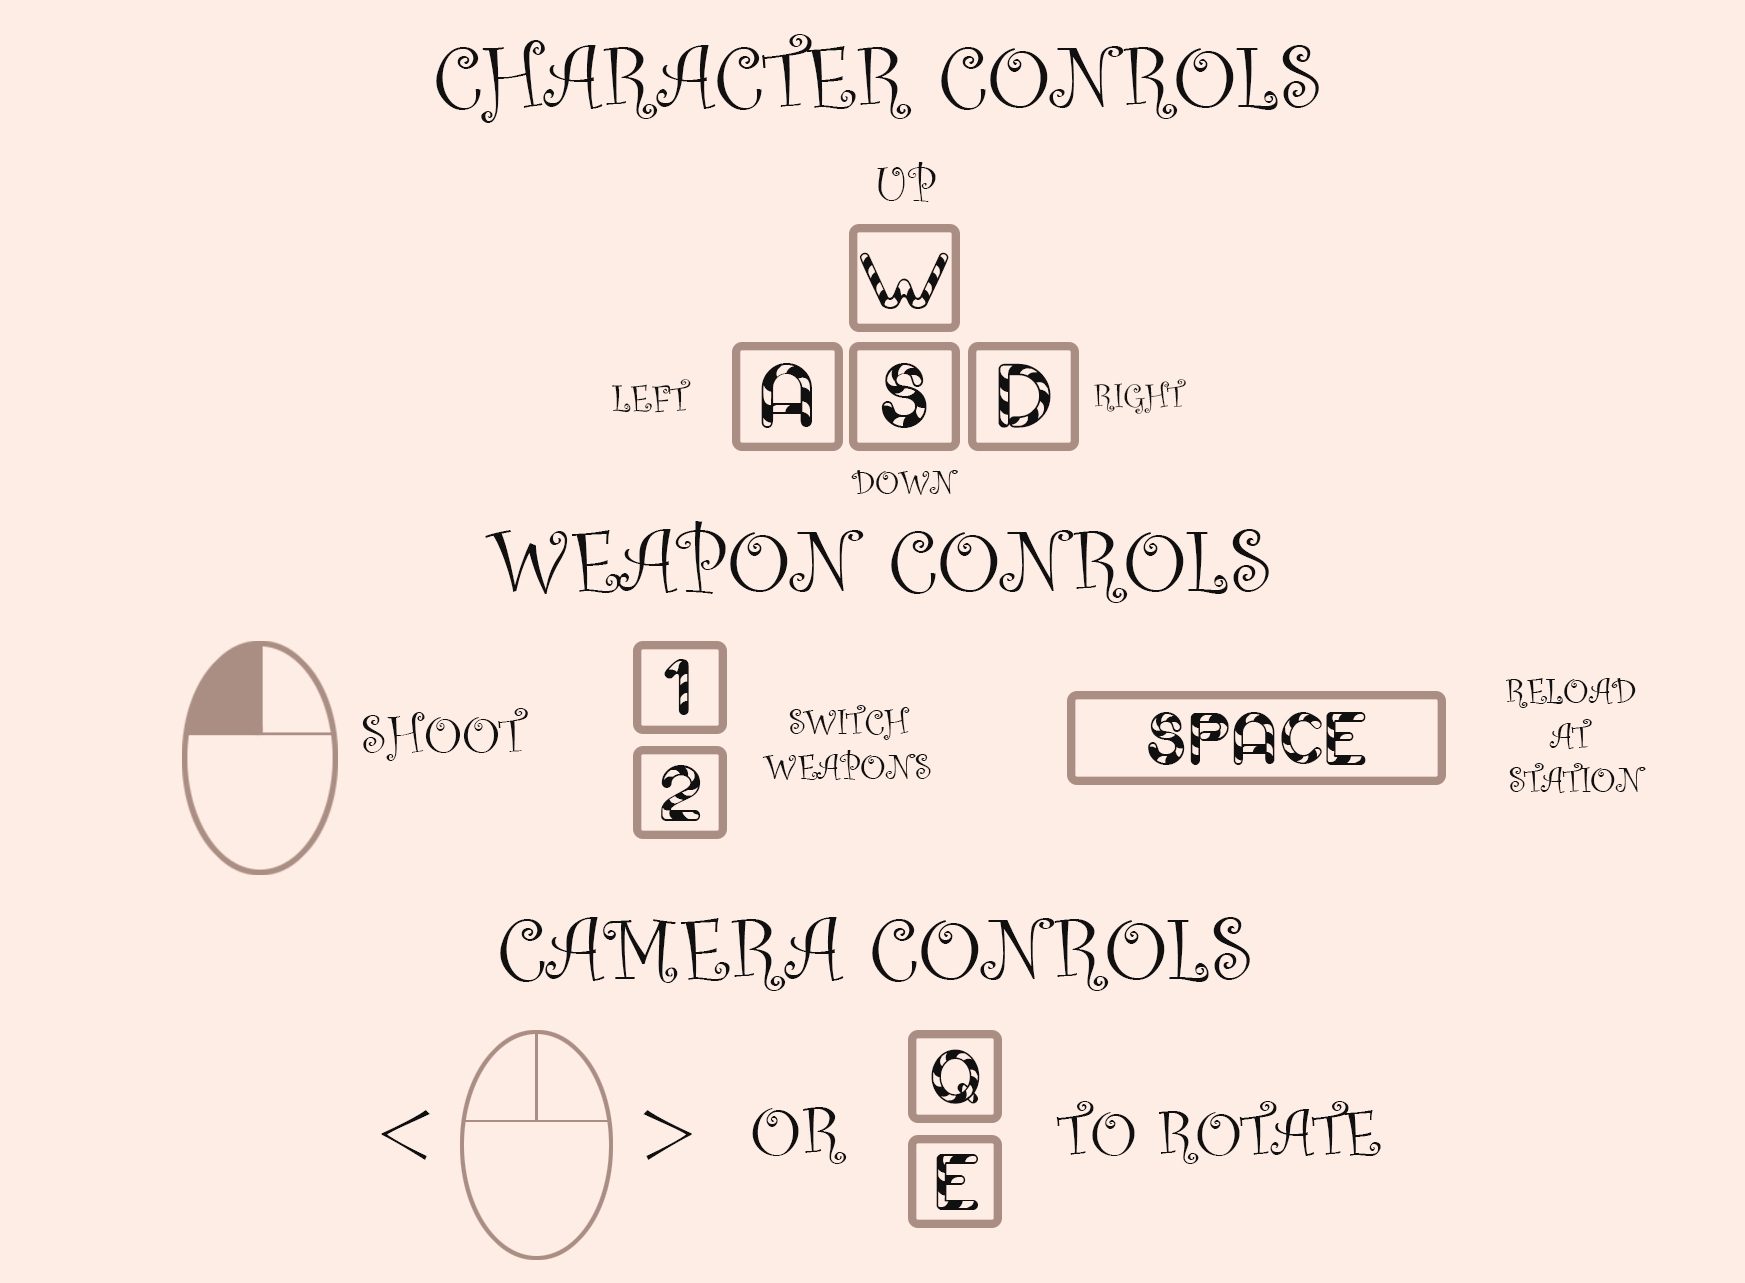 CHARACTER CONROLS
UP
W
LEFT A S D RIGHT
DOWN
WEAPON CONROLS
SHOOT
1
2
SWITCH
WEAPONS
SPACE
RELOAD
AT
STATION
CAMERA CONROLS
< > OR
Q
E
TO ROTATE